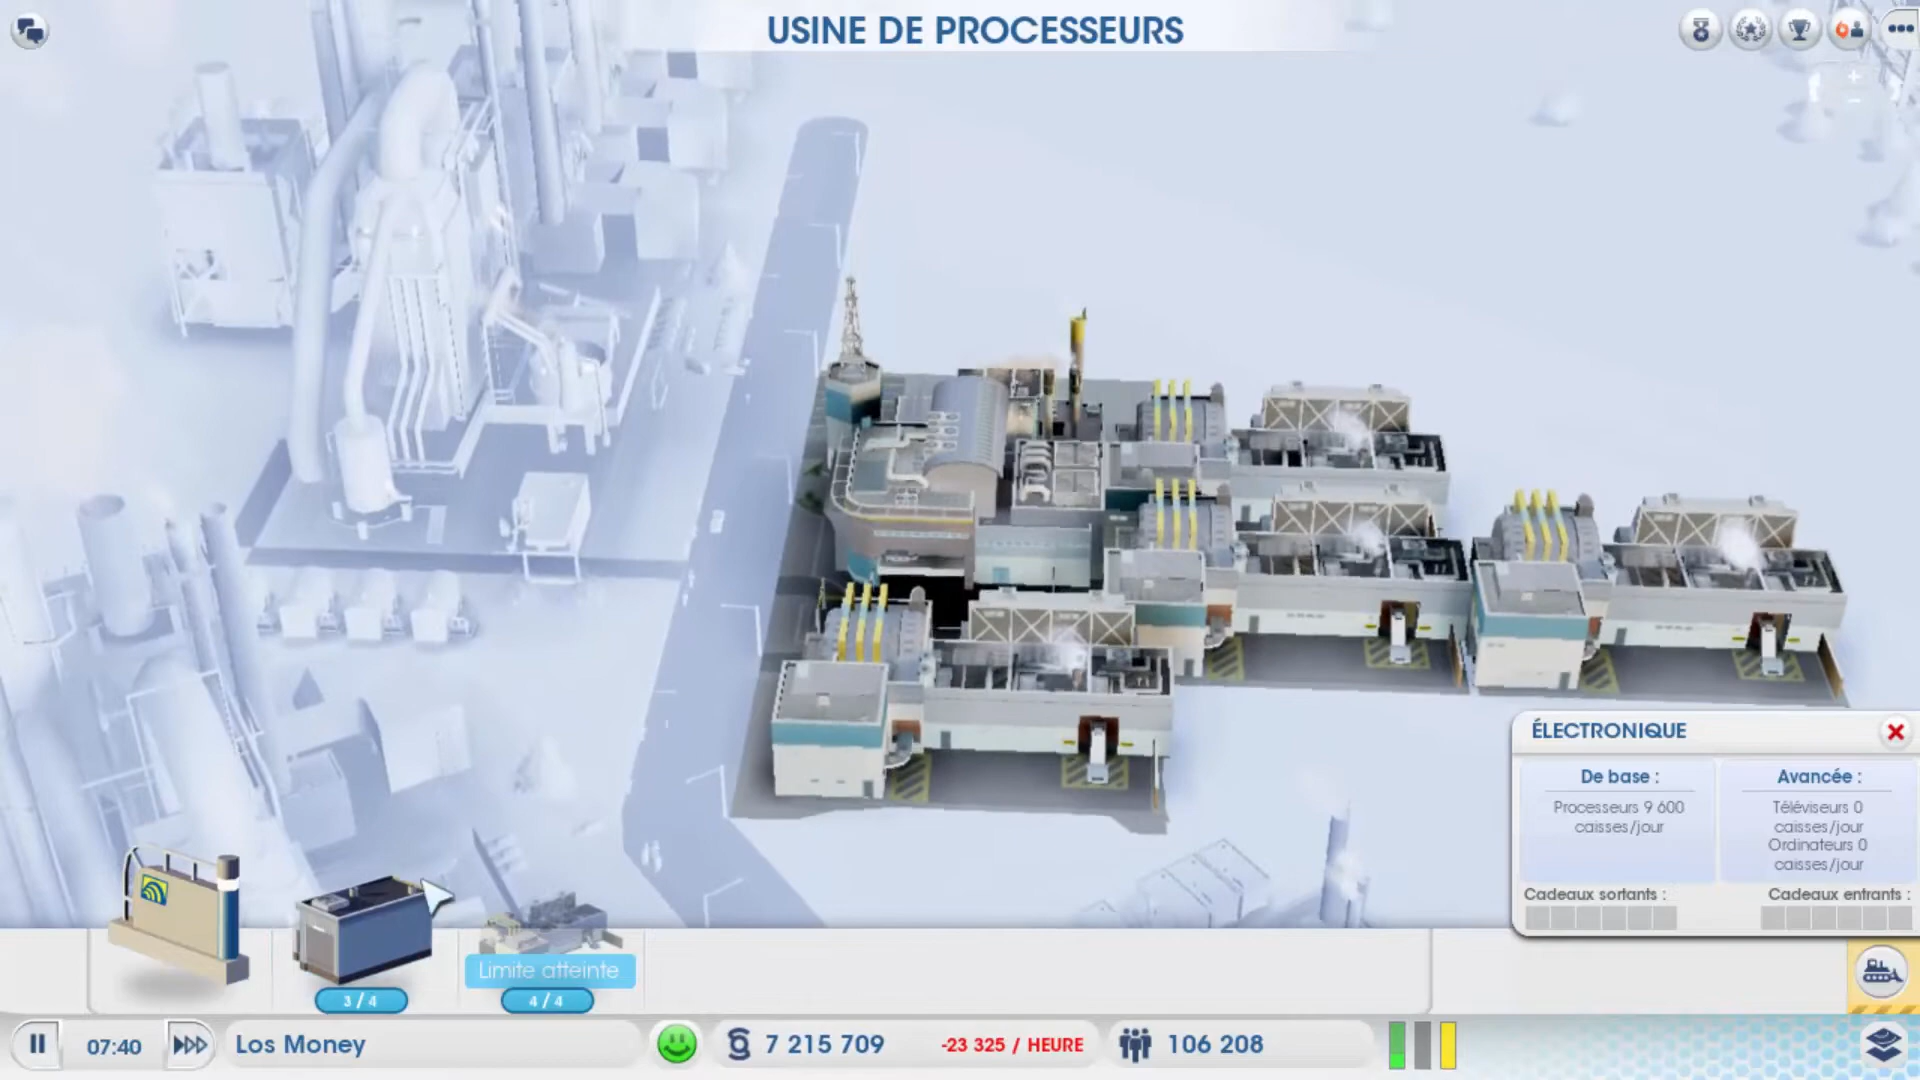 USINE DE PROCESSEURS
ÉLECTRONIQUE
De base :
Processeurs 9 600
caisses/jour
Avancée :
Téléviseurs 0
caisses/jour
Ordinateurs 0
caisses/jour
Cadeaux sortants :
Cadeaux entrants :
Limite atteinte
3 / 4
4 / 4
07:40
Los Money
7 215 709
-23 325 / HEURE
106 208